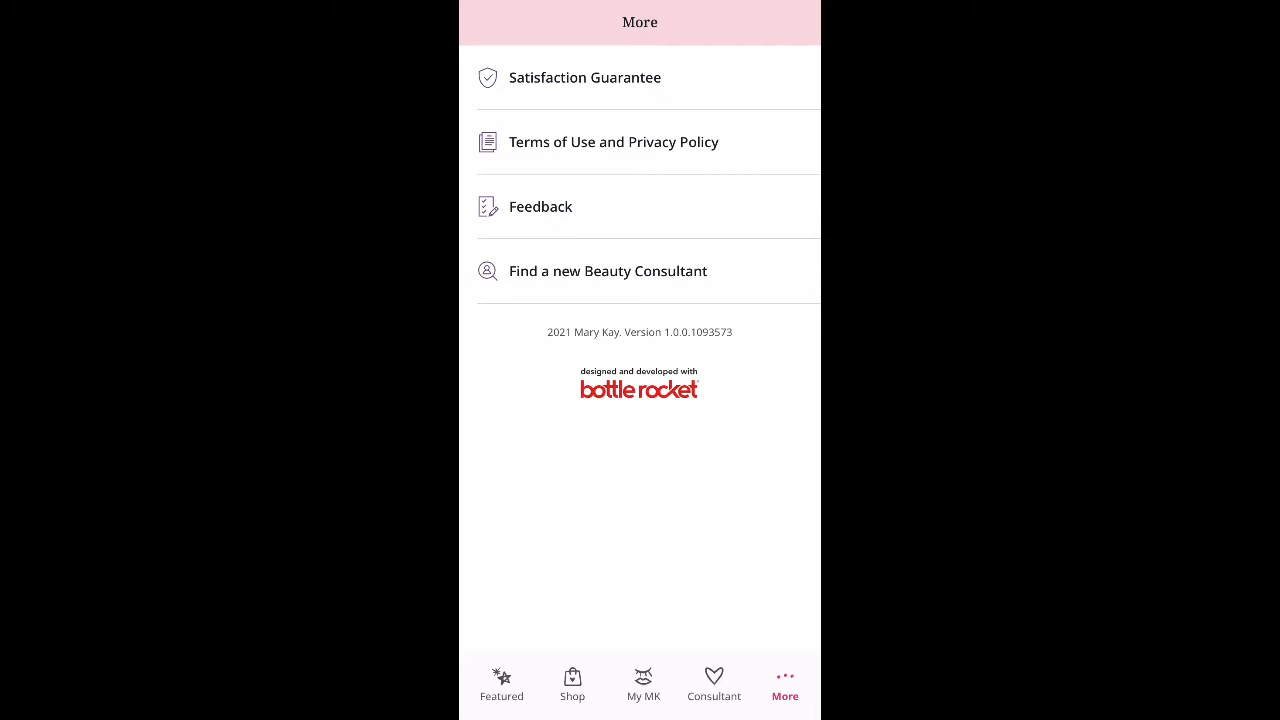 More
Satisfaction Guarantee
Terms of Use and Privacy Policy
Feedback
Find a new Beauty Consultant
2021 Mary Kay. Version 1.0.0.1093573
designed and developed with
bottle rocket
Featured
Shop
My MK
Consultant
More